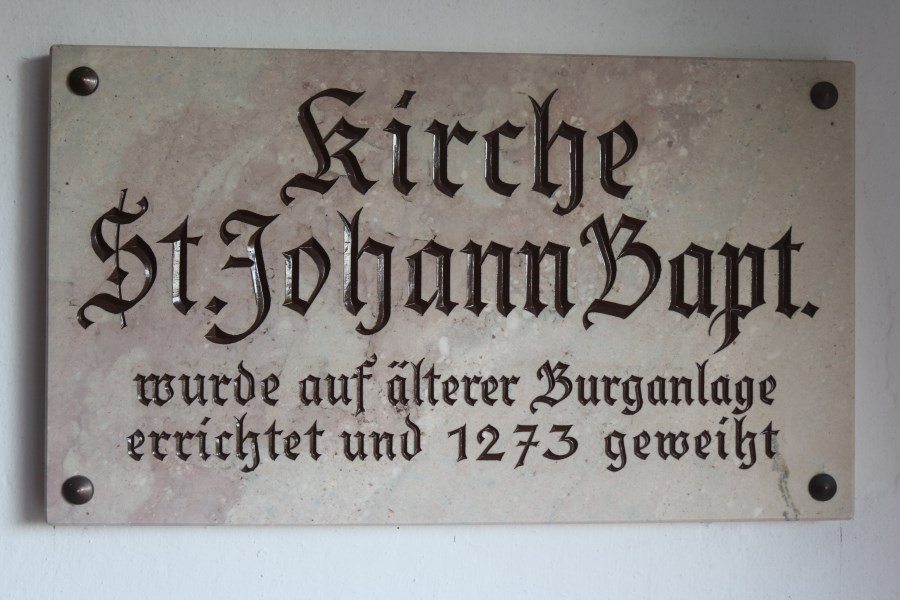 Kirche
St. Johann Bapt.
wurde auf älterer Burganlage
errichtet und 1273 geweiht